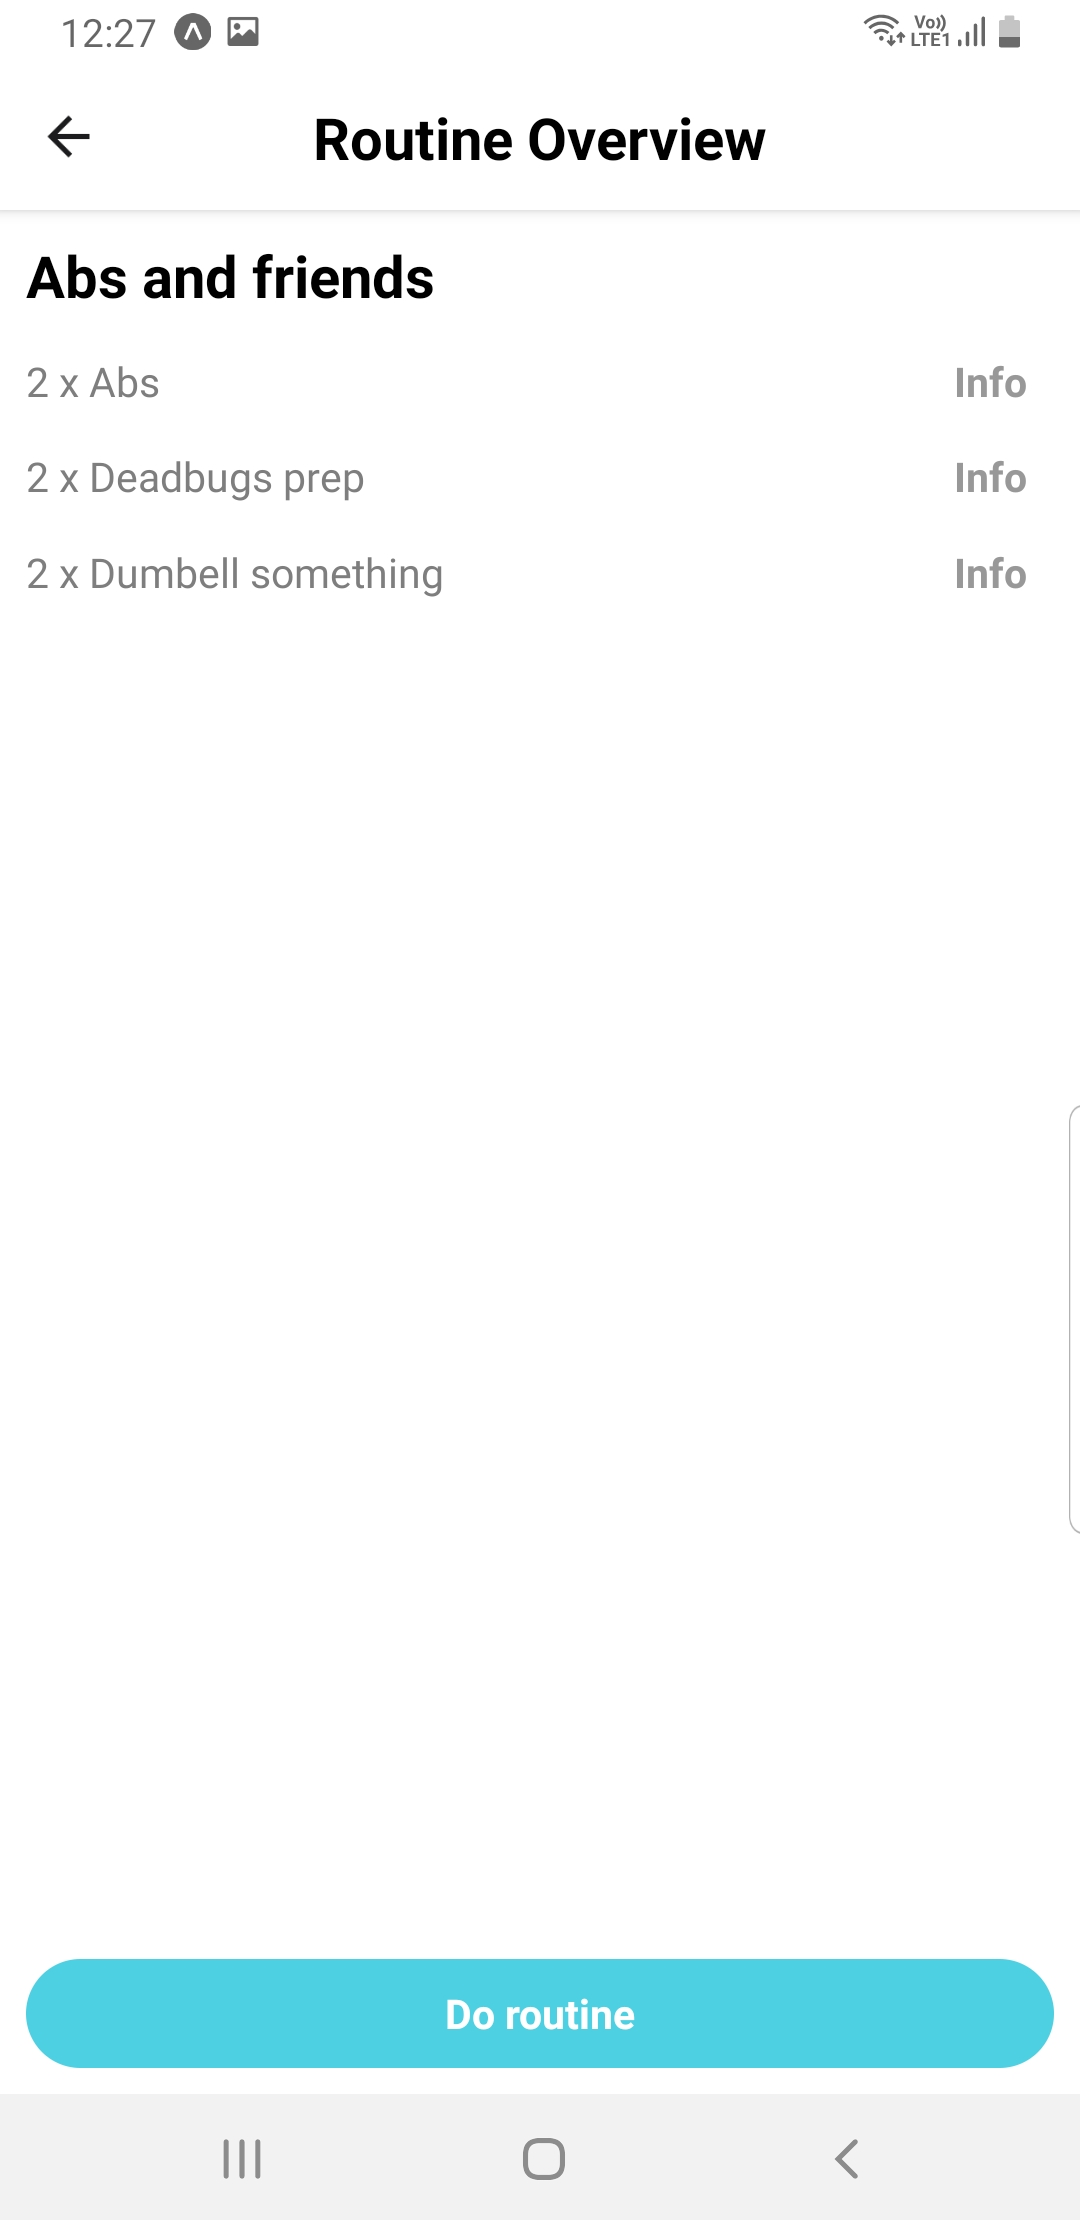 12:27
Vo)) LTE1
Routine Overview
Abs and friends
2 x Abs Info
2 x Deadbugs prep Info
2 x Dumbell something Info
Do routine